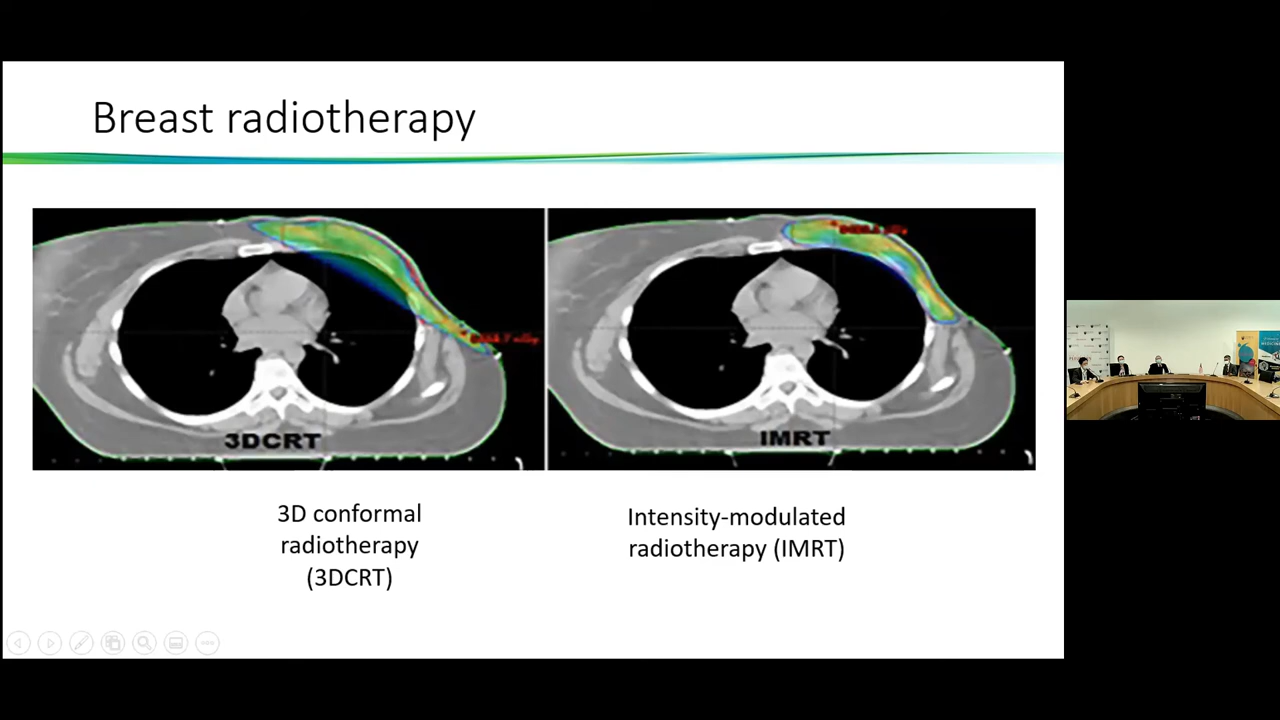 Breast radiotherapy
3DCRT
IMRT
3D conformal
radiotherapy
(3DCRT)
Intensity-modulated
radiotherapy (IMRT)